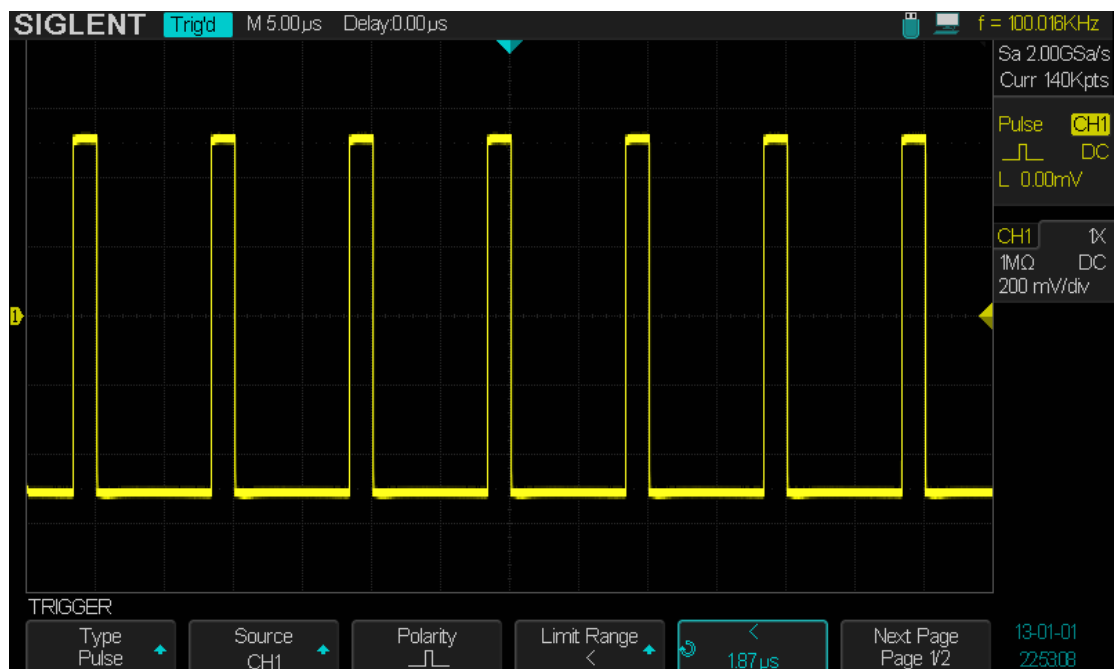 SIGLENT Trig'd M 5.00µs Delay:0.00µs f = 100.016KHz
Sa 2.00GSa/s
Curr 140Kpts
Pulse CH1
DC
L 0.00mV
CH1 1X
1MΩ DC
200 mV/div
1
TRIGGER
Type
Pulse
Source
CH1
Polarity
Limit Range
<
<
1.87µs
Next Page
Page 1/2
13-01-01
22:53:08